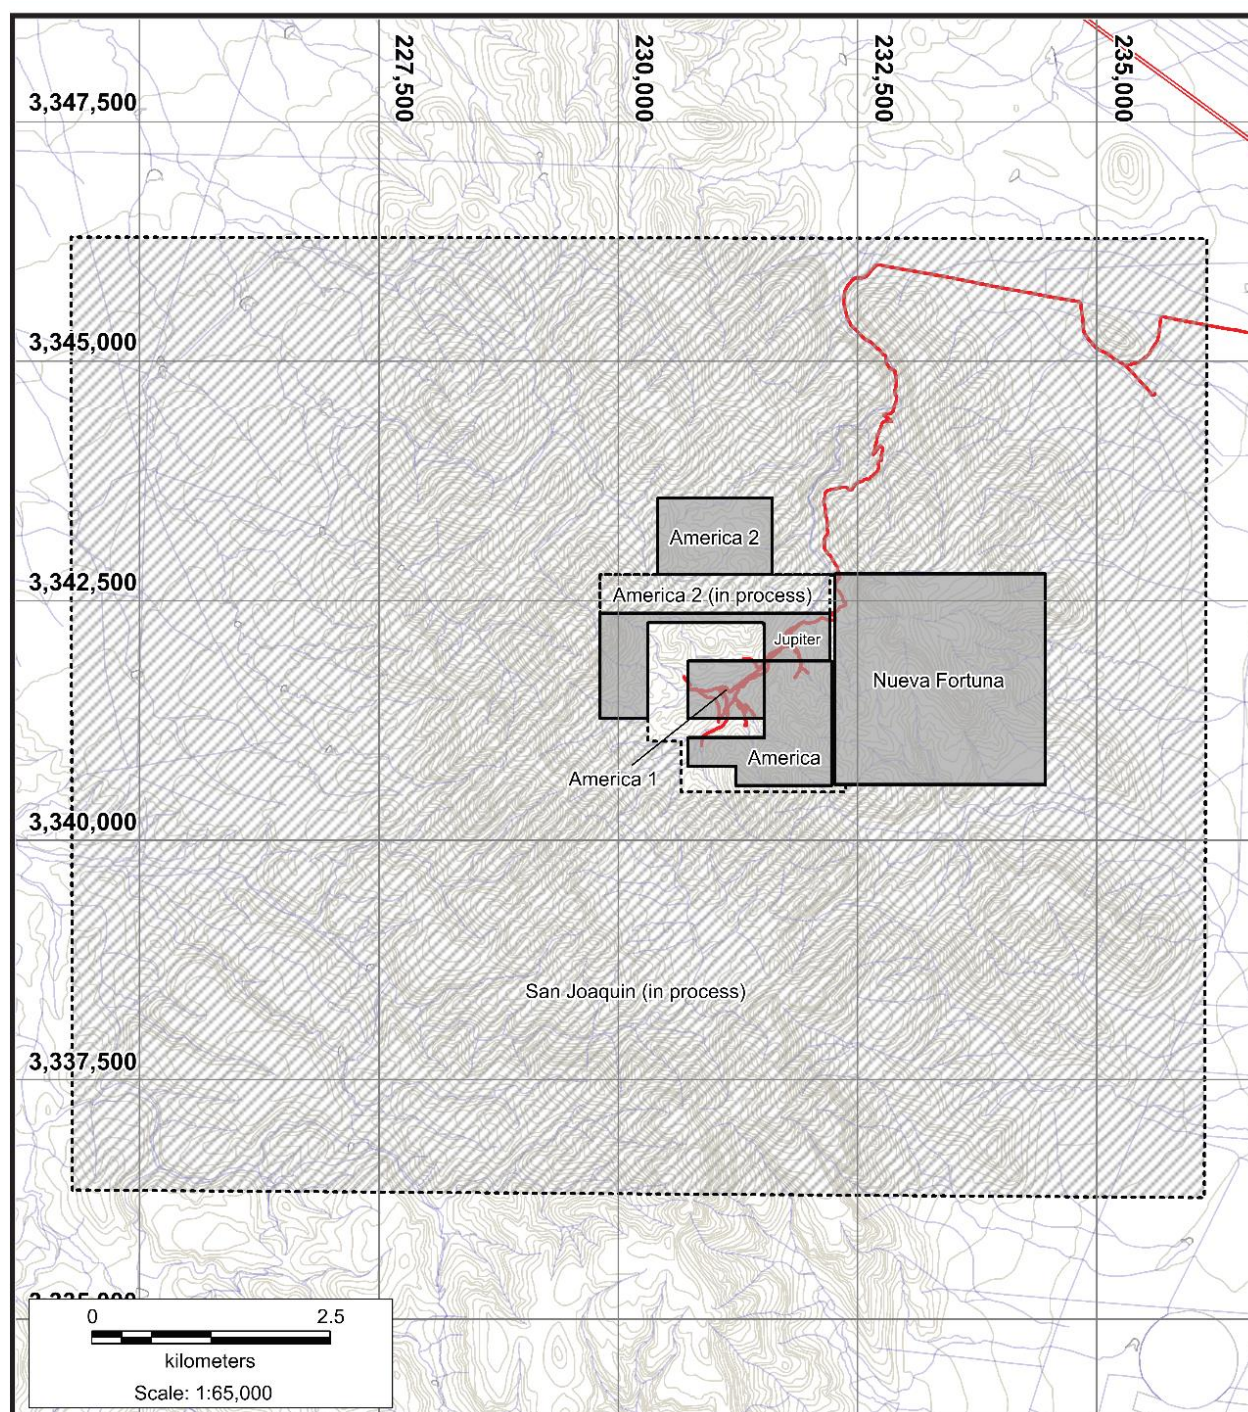 227,500
230,000
232,500
235,000
3,347,500
3,345,000
America 2
3,342,500
America 2 (in process)
Jupiter
Nueva Fortuna
America
America 1
3,340,000
San Joaquin (in process)
3,337,500
0 2.5
kilometers
Scale: 1:65,000